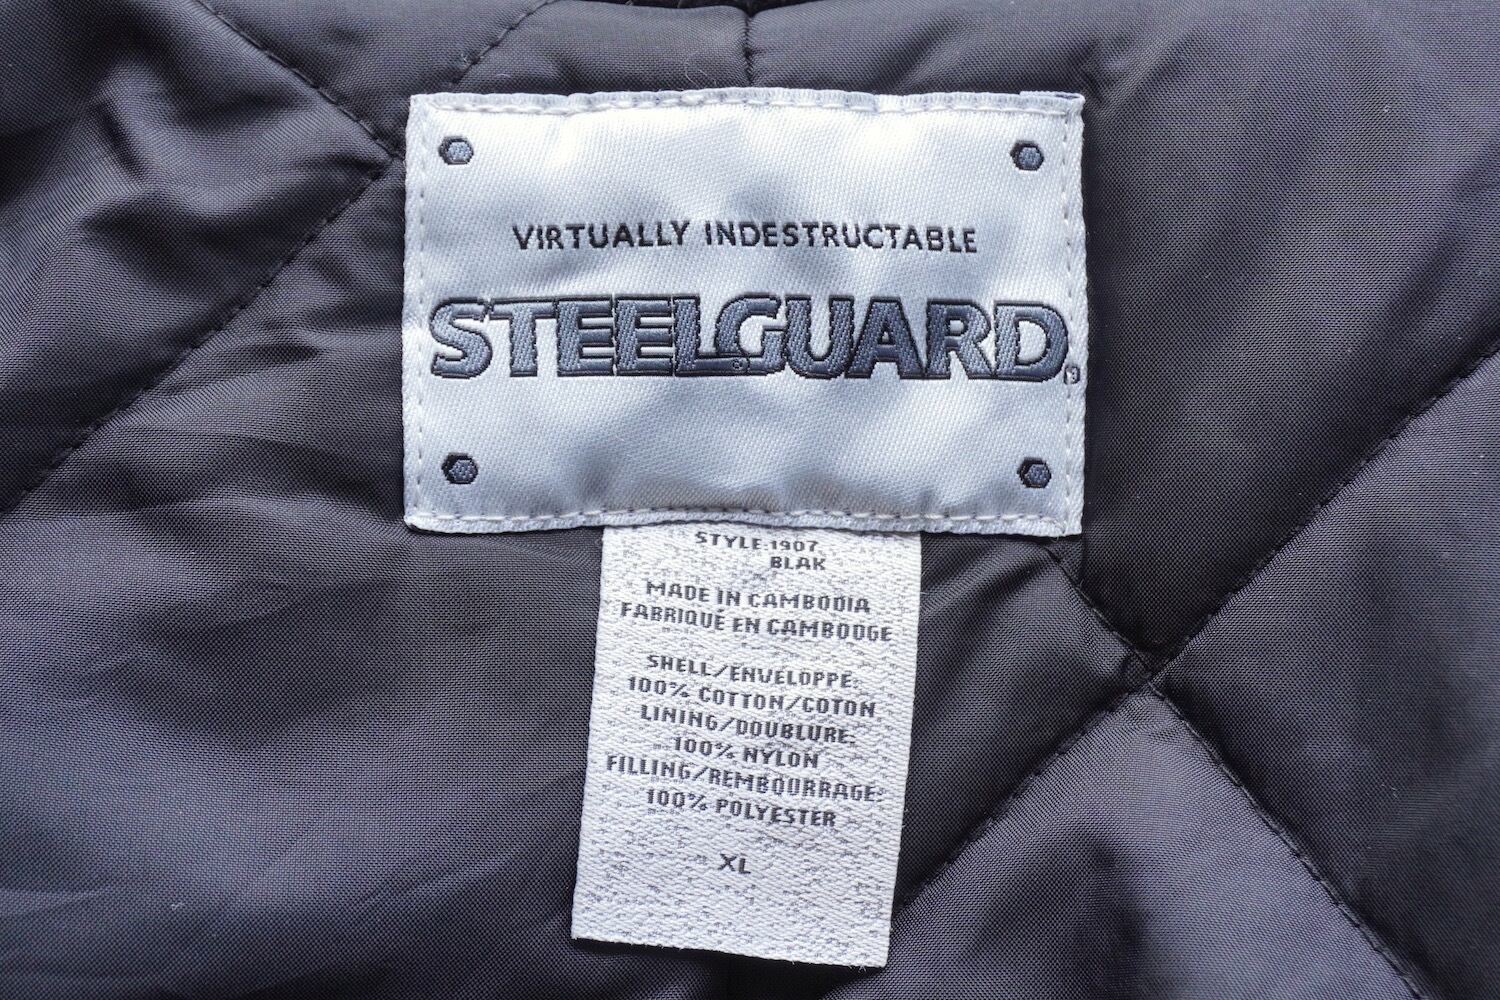 VIRTUALLY INDESTRUCTABLE
STEELGUARD®
STYLE:1907
BLAK
MADE IN CAMBODIA
FABRIQUÉ EN CAMBODGE
SHELL/ENVELOPPE:
100% COTTON/COTON
LINING/DOUBLURE:
100% NYLON
FILLING/REMBOURRAGE:
100% POLYESTER
XL